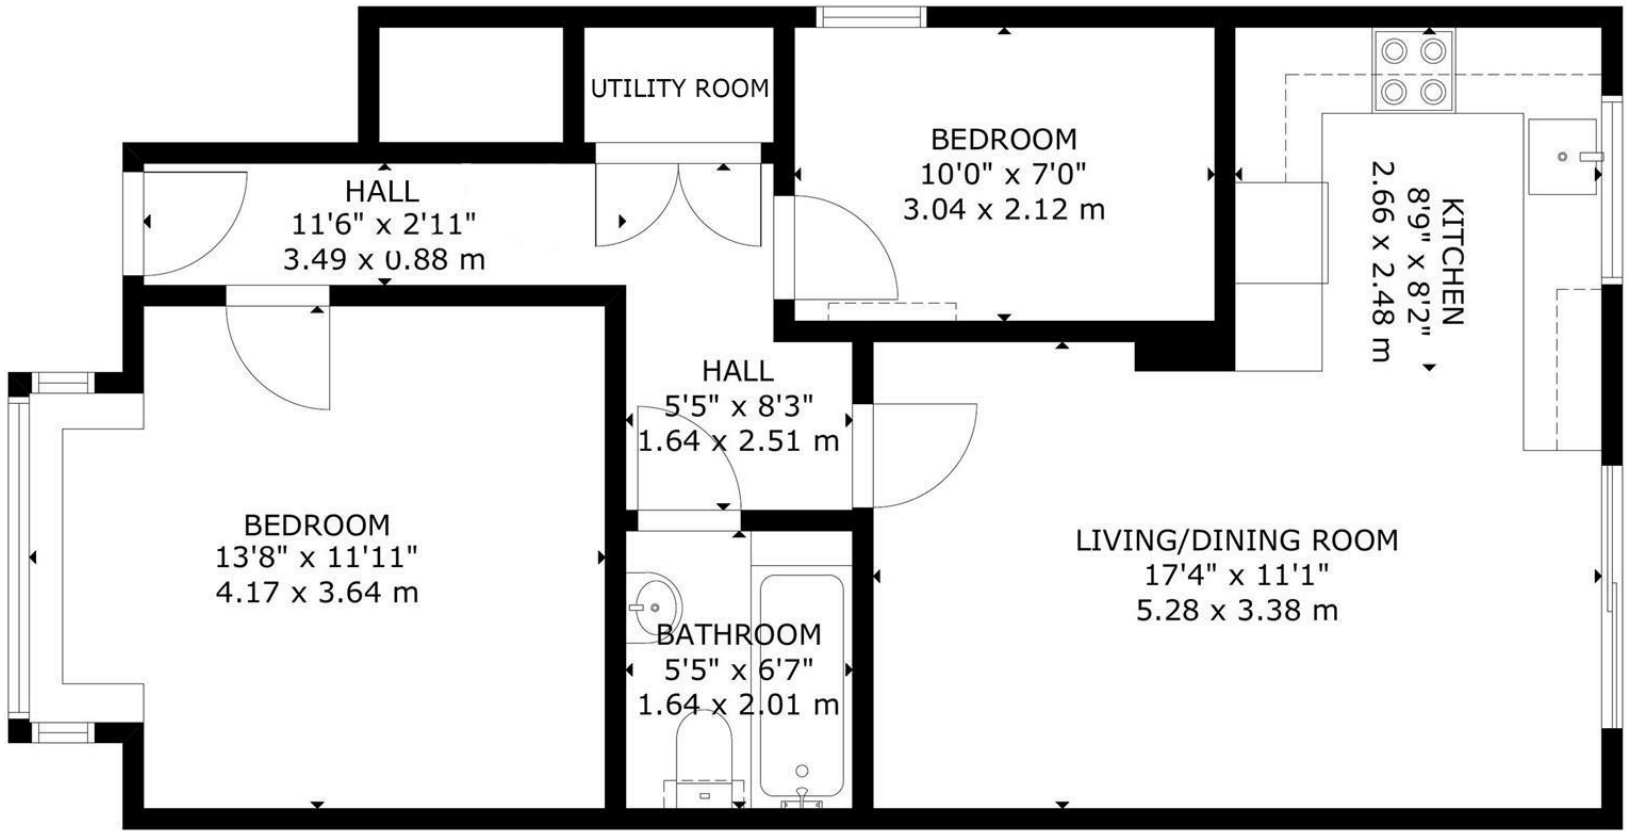 UTILITY ROOM
BEDROOM
10'0" x 7'0"
3.04 x 2.12 m
HALL
11'6" x 2'11"
3.49 x 0.88 m
KITCHEN
8'9" x 8'2"
2.66 x 2.48 m
HALL
5'5" x 8'3"
1.64 x 2.51 m
BEDROOM
13'8" x 11'11"
4.17 x 3.64 m
LIVING/DINING ROOM
17'4" x 11'1"
5.28 x 3.38 m
BATHROOM
5'5" x 6'7"
1.64 x 2.01 m